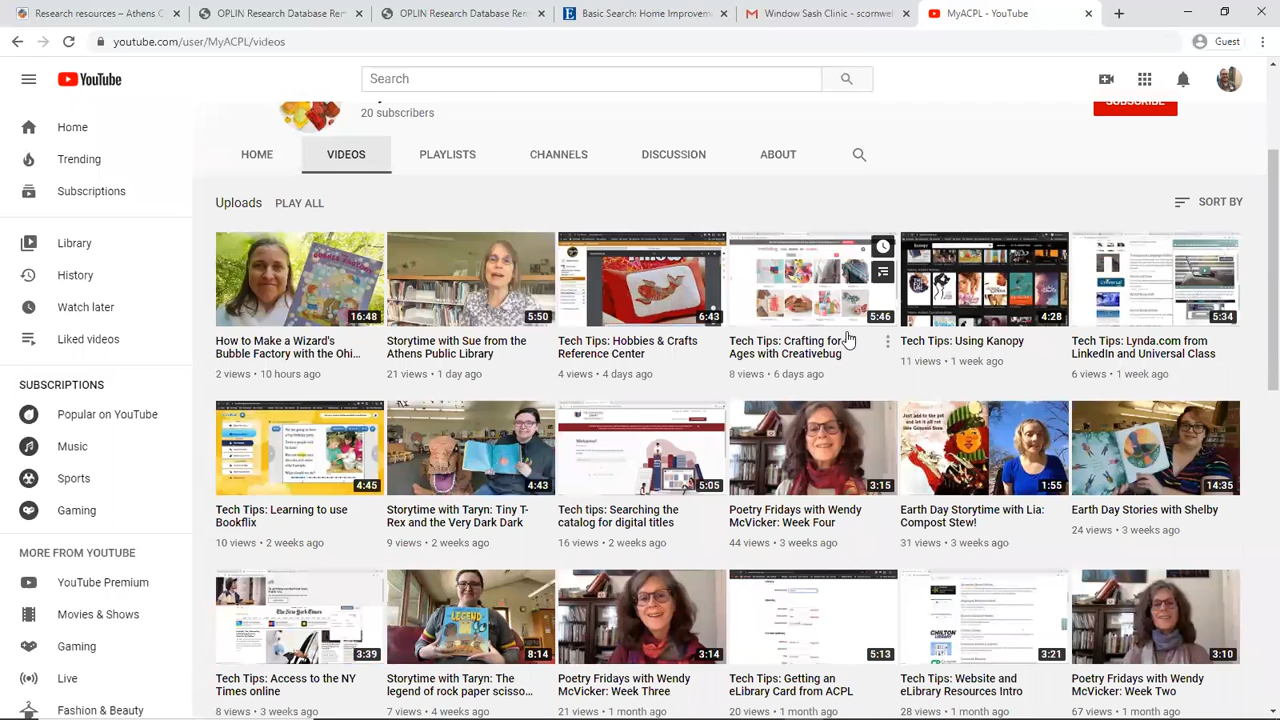 Research resources – Athens C
OPLIN Research Database Rem
OPLIN Research Database Rem
Basic Search: Home Improveme
Window Sash Clinic - scornwel
MyACPL - YouTube
youtube.com/user/MyACPL/videos
Guest
YouTube
Search
20 subscribers
SUBSCRIBE
HOME
VIDEOS
PLAYLISTS
CHANNELS
DISCUSSION
ABOUT
Home
Trending
Subscriptions
Library
History
Watch later
Liked videos
SUBSCRIPTIONS
Popular on YouTube
Music
Sports
Gaming
MORE FROM YOUTUBE
YouTube Premium
Movies & Shows
Gaming
Live
Fashion & Beauty
Uploads PLAY ALL
SORT BY
16:48
How to Make a Wizard's
Bubble Factory with the Ohi...
2 views • 10 hours ago
5:50
Storytime with Sue from the
Athens Public Library
21 views • 1 day ago
6:43
Tech Tips: Hobbies & Crafts
Reference Center
4 views • 4 days ago
5:46
Tech Tips: Crafting for
Ages with Creativebug
8 views • 6 days ago
4:28
Tech Tips: Using Kanopy
11 views • 1 week ago
5:34
Tech Tips: Lynda.com from
LinkedIn and Universal Class
6 views • 1 week ago
4:45
Tech Tips: Learning to use
Bookflix
10 views • 2 weeks ago
4:43
Storytime with Taryn: Tiny T-
Rex and the Very Dark Dark
9 views • 2 weeks ago
5:05
Tech tips: Searching the
catalog for digital titles
16 views • 2 weeks ago
3:15
Poetry Fridays with Wendy
McVicker: Week Four
44 views • 3 weeks ago
Just add to the pot
and let it all rot
1:55
Earth Day Storytime with Lia:
Compost Stew!
31 views • 3 weeks ago
14:35
Earth Day Stories with Shelby
24 views • 3 weeks ago
The New York Times
3:39
Tech Tips: Access to the NY
Times online
8 views • 3 weeks ago
8:14
Storytime with Taryn: The
legend of rock paper scisso...
7 views • 4 weeks ago
Poetry Fridays with Wendy
McVicker: Week Three
21 views • 1 month ago
5:13
Tech Tips: Getting an
eLibrary Card from ACPL
20 views • 1 month ago
CHILTON
LIBRARY
3:21
Tech Tips: Website and
eLibrary Resources Intro
28 views • 1 month ago
3:10
Poetry Fridays with Wendy
McVicker: Week Two
67 views • 1 month ago